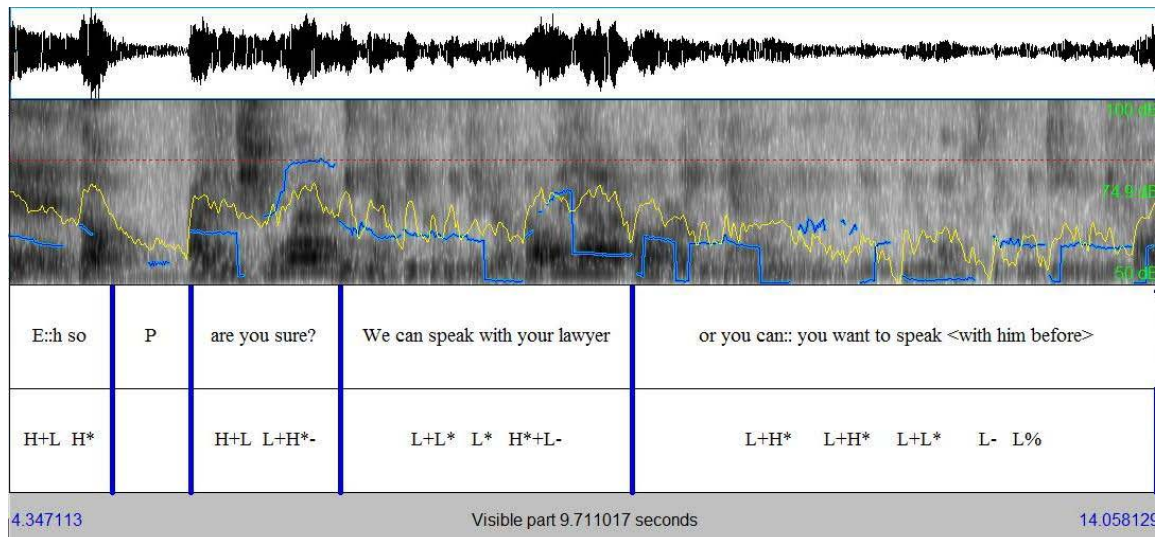 100 dB
74.9 dB
50 dB
E::h so P are you sure? We can speak with your lawyer or you can:: you want to speak <with him before>
H+L H* H+L L+H*- L+L* L* H*+L- L+H* L+H* L+L* L- L%
4.347113 Visible part 9.711017 seconds 14.058129